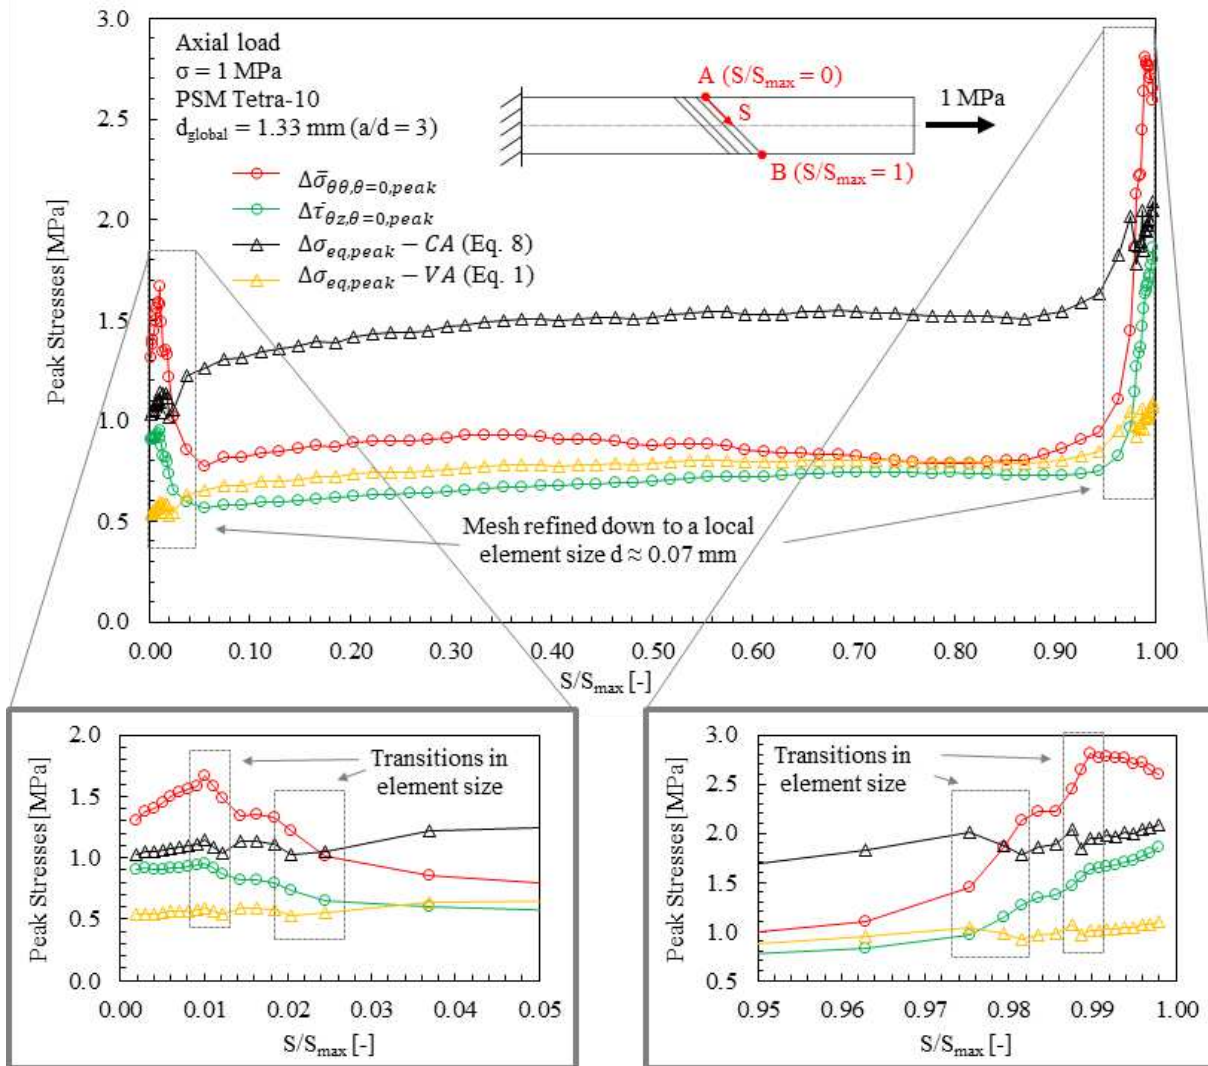 3.0
2.5
2.0
1.5
1.0
0.5
0.0
Peak Stresses [MPa]
Axial load
σ = 1 MPa
PSM Tetra-10
d_global = 1.33 mm (a/d = 3)
Δσ̅_θθ,θ=0,peak
Δτ̅_θz,θ=0,peak
Δσ_eq,peak − CA (Eq. 8)
Δσ_eq,peak − VA (Eq. 1)
A (S/S_max = 0)
S
B (S/S_max = 1)
1 MPa
Mesh refined down to a local
element size d ≈ 0.07 mm
0.00 0.10 0.20 0.30 0.40 0.50 0.60 0.70 0.80 0.90 1.00
S/S_max [-]
2.0
1.5
1.0
0.5
0.0
Peak Stresses [MPa]
Transitions in
element size
0.00 0.01 0.02 0.03 0.04 0.05
S/S_max [-]
3.0
2.5
2.0
1.5
1.0
0.5
Peak Stresses [MPa]
Transitions in
element size
0.95 0.96 0.97 0.98 0.99 1.00
S/S_max [-]